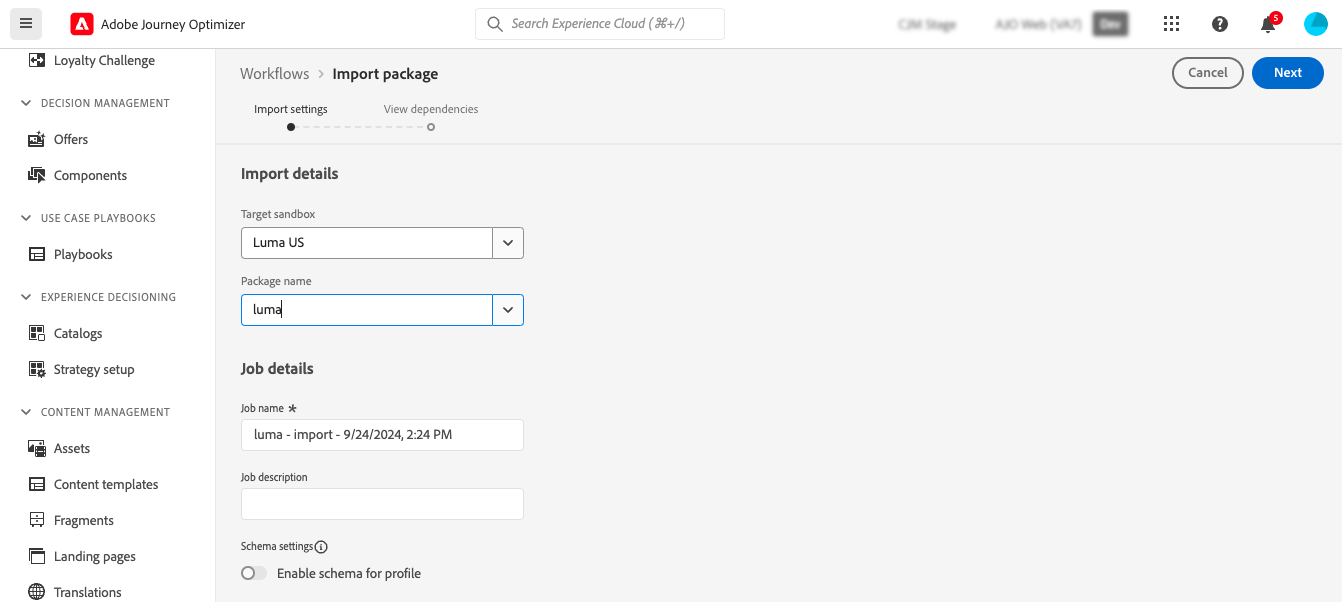 Adobe Journey Optimizer
Search Experience Cloud (⌘+/)
5
Loyalty Challenge
DECISION MANAGEMENT
Offers
Components
USE CASE PLAYBOOKS
Playbooks
EXPERIENCE DECISIONING
Catalogs
Strategy setup
CONTENT MANAGEMENT
Assets
Content templates
Fragments
Landing pages
Translations
Workflows > Import package
Cancel
Next
Import settings
View dependencies
Import details
Target sandbox
Luma US
Package name
luma
Job details
Job name *
luma - import - 9/24/2024, 2:24 PM
Job description
Schema settings
Enable schema for profile